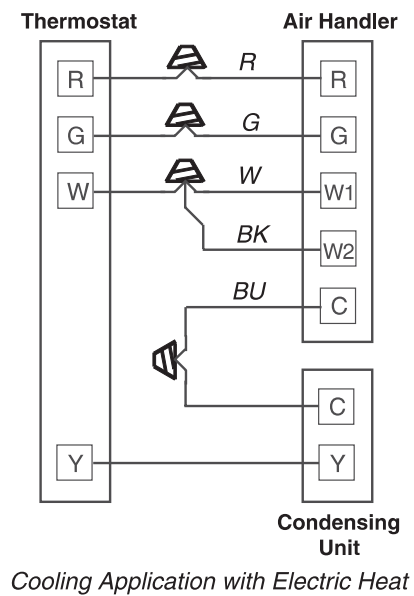 Thermostat Air Handler
R R R
G G G
W W W1
BK W2
BU C
C
Y Y
Condensing
Unit
Cooling Application with Electric Heat